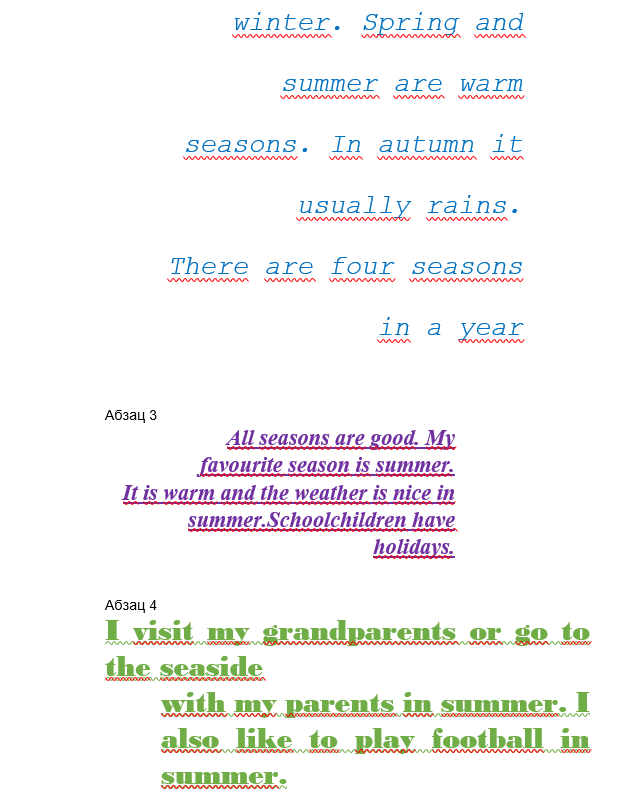 winter. Spring and
summer are warm
seasons. In autumn it
usually rains.
There are four seasons
in a year
Абзац 3
All seasons are good. My
favourite season is summer.
It is warm and the weather is nice in
summer.Schoolchildren have
holidays.
Абзац 4
I visit my grandparents or go to
the seaside
with my parents in summer. I
also like to play football in
summer.